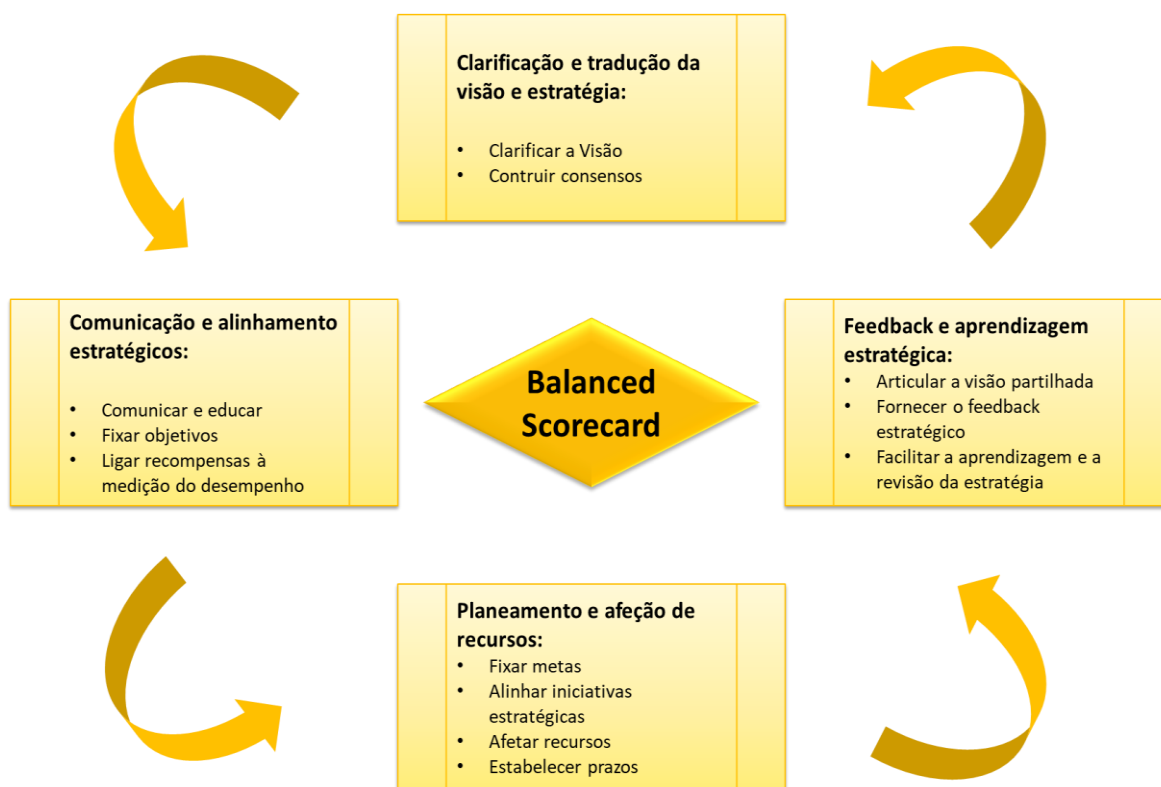 Clarificação e tradução da
visão e estratégia:
• Clarificar a Visão
• Contruir consensos
Comunicação e alinhamento
estratégicos:
• Comunicar e educar
• Fixar objetivos
• Ligar recompensas à
medição do desempenho
Balanced
Scorecard
Feedback e aprendizagem
estratégica:
• Articular a visão partilhada
• Fornecer o feedback
estratégico
• Facilitar a aprendizagem e a
revisão da estratégia
Planeamento e afeção de
recursos:
• Fixar metas
• Alinhar iniciativas
estratégicas
• Afetar recursos
• Estabelecer prazos